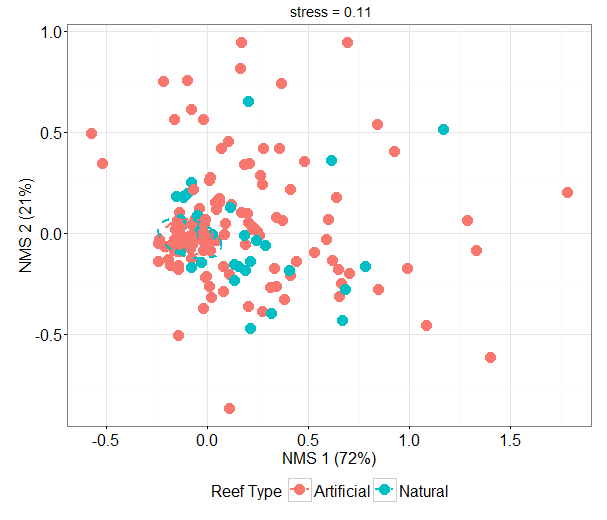 stress = 0.11
1.0
0.5
0.0
-0.5
NMS 2 (21%)
-0.5 0.0 0.5 1.0 1.5
NMS 1 (72%)
Reef Type Artificial Natural